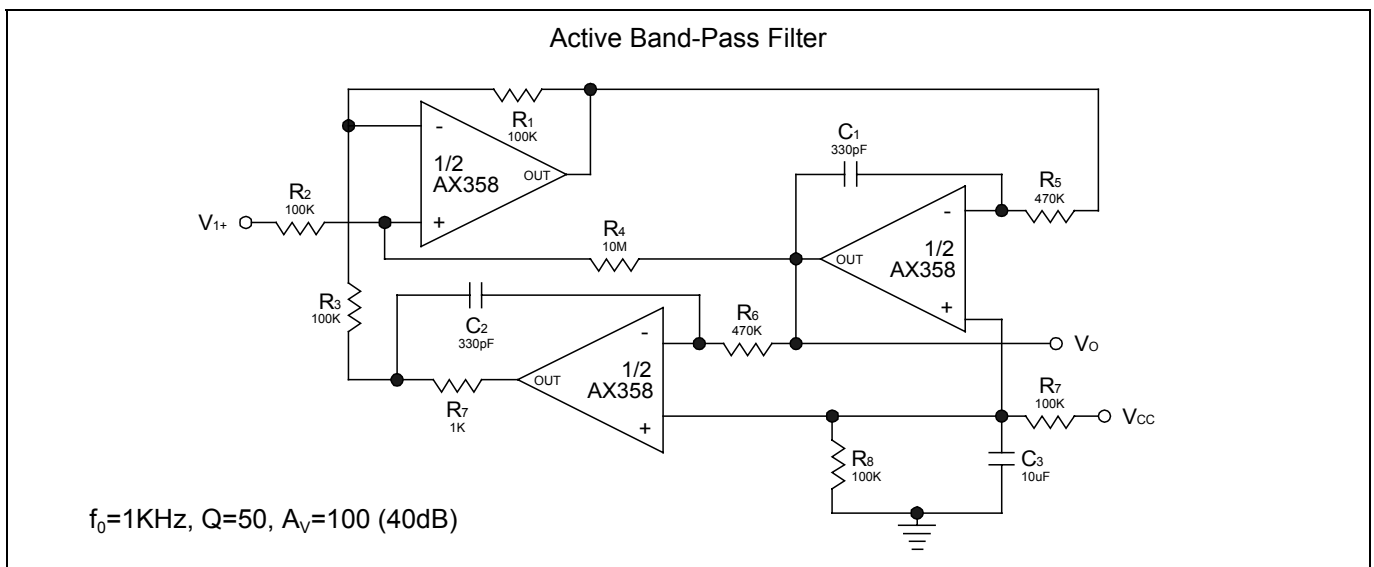 Active Band-Pass Filter
R1
100K
-
1/2
AX358
OUT
+
C1
330pF
R5
470K
R2
100K
V1+
R4
10M
-
1/2
AX358
OUT
+
R3
100K
C2
330pF
R6
470K
-
1/2
AX358
OUT
+
VO
R7
1K
R7
100K
VCC
R8
100K
C3
10uF
f0=1KHz, Q=50, AV=100 (40dB)